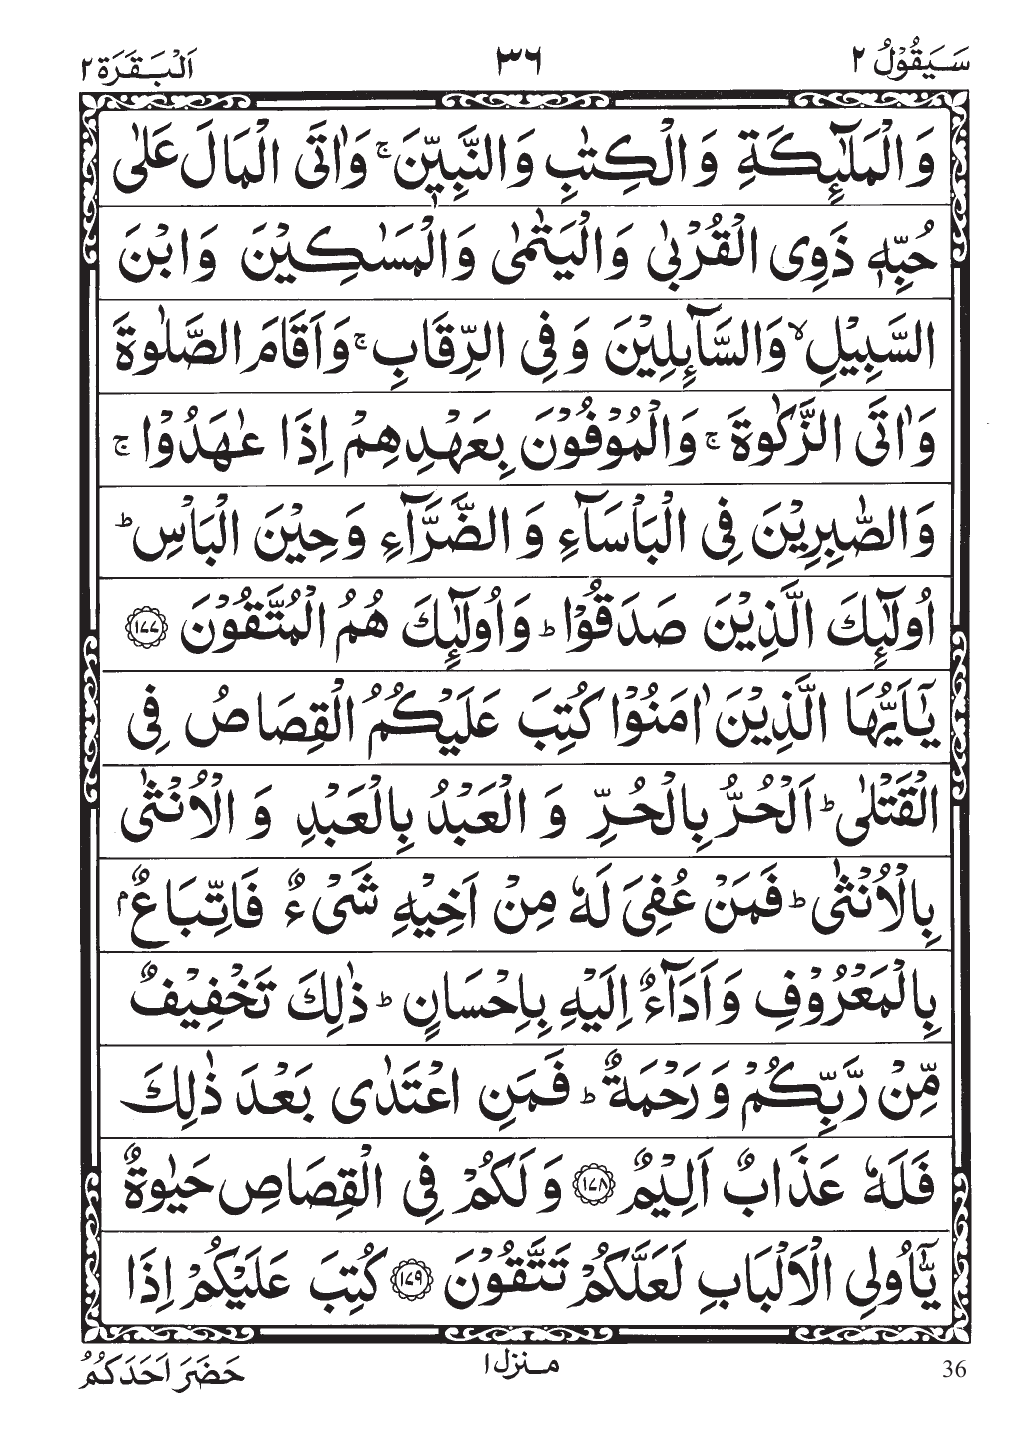 سَيَقُوْلُ ٢ ٣٦ اَلْبَقَرَة ٢
وَالْمَلٰٓئِكَةِ وَالْكِتٰبِ وَالنَّبِيّٖنَ ۚ وَاٰتَى الْمَالَ عَلٰى
حُبِّهٖ ذَوِى الْقُرْبٰى وَالْيَتٰمٰى وَالْمَسٰكِيْنَ وَابْنَ
السَّبِيْلِ ۙ وَالسَّآئِلِيْنَ وَفِى الرِّقَابِ ۚ وَاَقَامَ الصَّلٰوةَ
وَاٰتَى الزَّكٰوةَ ۚ وَالْمُوْفُوْنَ بِعَهْدِهِمْ اِذَا عٰهَدُوْا ۚ
وَالصّٰبِرِيْنَ فِى الْبَاْسَآءِ وَالضَّرَّآءِ وَحِيْنَ الْبَاْسِ ؕ
اُولٰٓئِكَ الَّذِيْنَ صَدَقُوْا ؕ وَاُولٰٓئِكَ هُمُ الْمُتَّقُوْنَ ﴿١٧٧﴾
يٰٓاَيُّهَا الَّذِيْنَ اٰمَنُوْا كُتِبَ عَلَيْكُمُ الْقِصَاصُ فِى
الْقَتْلٰى ؕ اَلْحُرُّ بِالْحُرِّ وَالْعَبْدُ بِالْعَبْدِ وَالْاُنْثٰى
بِالْاُنْثٰى ؕ فَمَنْ عُفِىَ لَهٗ مِنْ اَخِيْهِ شَىْءٌ فَاتِّبَاعٌۢ
بِالْمَعْرُوْفِ وَاَدَآءٌ اِلَيْهِ بِاِحْسَانٍ ؕ ذٰلِكَ تَخْفِيْفٌ
مِّنْ رَّبِّكُمْ وَرَحْمَةٌ ؕ فَمَنِ اعْتَدٰى بَعْدَ ذٰلِكَ
فَلَهٗ عَذَابٌ اَلِيْمٌ ﴿١٧٨﴾ وَلَكُمْ فِى الْقِصَاصِ حَيٰوةٌ
يّٰۤاُولِى الْاَلْبَابِ لَعَلَّكُمْ تَتَّقُوْنَ ﴿١٧٩﴾ كُتِبَ عَلَيْكُمْ اِذَا
36 منزل ١ حَضَرَ اَحَدَكُمُ